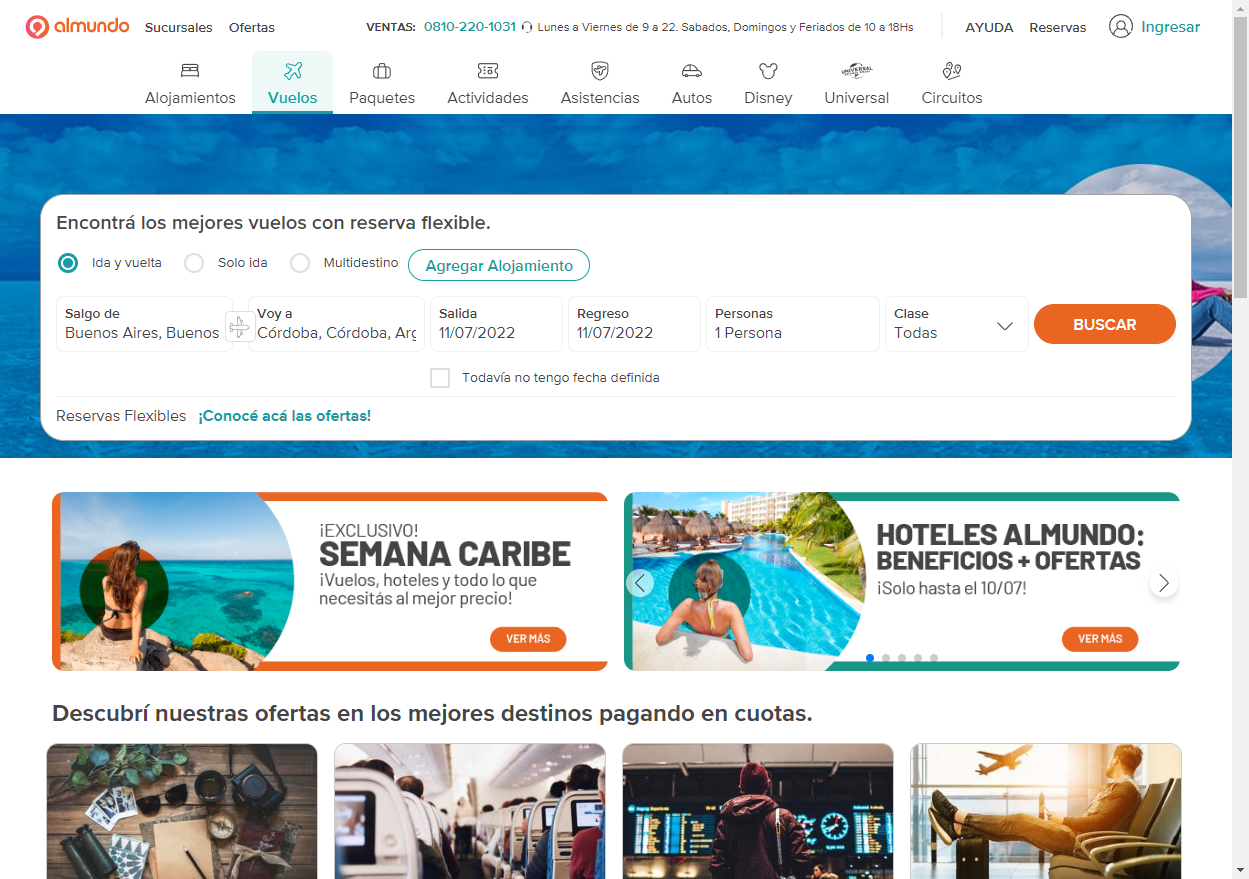 almundo Sucursales Ofertas VENTAS: 0810-220-1031 Lunes a Viernes de 9 a 22. Sabados, Domingos y Feriados de 10 a 18Hs AYUDA Reservas Ingresar
Alojamientos Vuelos Paquetes Actividades Asistencias Autos Disney Universal Circuitos
Encontrá los mejores vuelos con reserva flexible.
Ida y vuelta Solo ida Multidestino Agregar Alojamiento
Salgo de Voy a Salida Regreso Personas Clase
Buenos Aires, Buenos Córdoba, Córdoba, Arg 11/07/2022 11/07/2022 1 Persona Todas BUSCAR
Todavía no tengo fecha definida
Reservas Flexibles ¡Conocé acá las ofertas!
¡EXCLUSIVO!
SEMANA CARIBE
¡Vuelos, hoteles y todo lo que
necesitás al mejor precio!
VER MÁS
HOTELES ALMUNDO:
BENEFICIOS + OFERTAS
¡Solo hasta el 10/07!
VER MÁS
Descubrí nuestras ofertas en los mejores destinos pagando en cuotas.